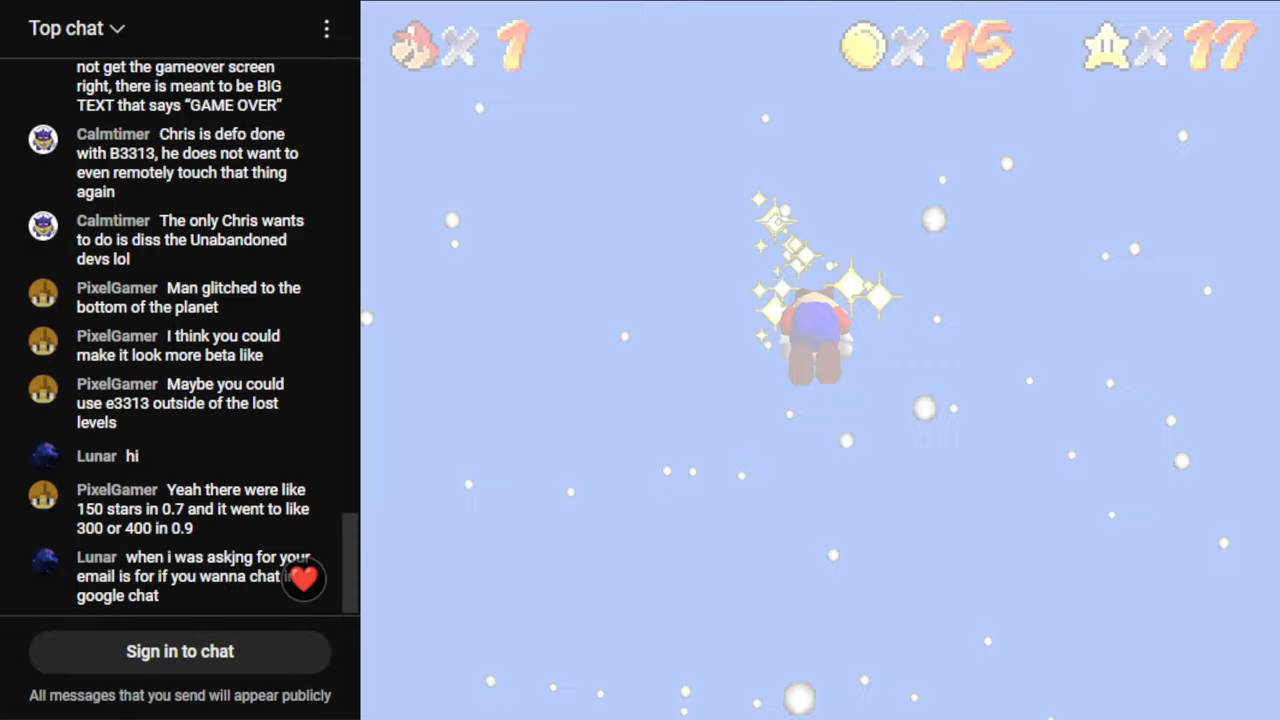 Top chat
not get the gameover screen
right, there is meant to be BIG
TEXT that says “GAME OVER”
Calmtimer Chris is defo done
with B3313, he does not want to
even remotely touch that thing
again
Calmtimer The only Chris wants
to do is diss the Unabandoned
devs lol
PixelGamer Man glitched to the
bottom of the planet
PixelGamer I think you could
make it look more beta like
PixelGamer Maybe you could
use e3313 outside of the lost
levels
Lunar hi
PixelGamer Yeah there were like
150 stars in 0.7 and it went to like
300 or 400 in 0.9
Lunar when i was askjng for your
email is for if you wanna chat
google chat
Sign in to chat
All messages that you send will appear publicly
x 1 x 15 x 17